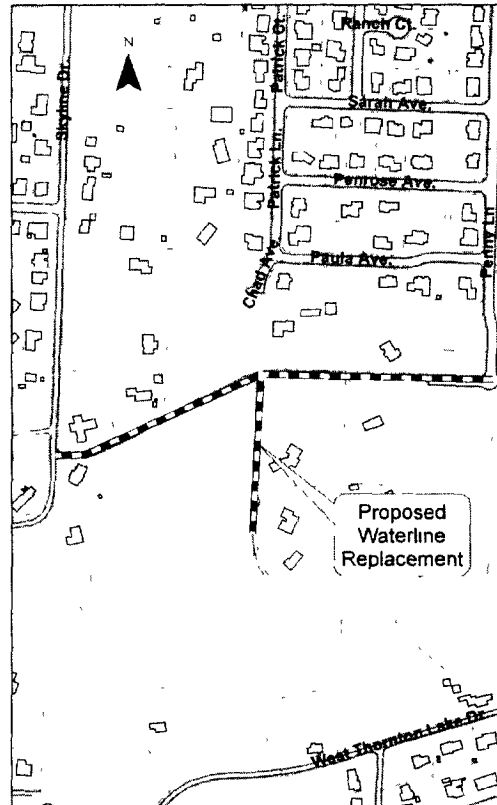 Ranch Ct.
Patrick Ct.
N
Skyline Dr.
Sarah Ave.
Patrick Ln.
Penrose Ave.
Penny Ln
Chad Ave.
Paula Ave.
Proposed
Waterline
Replacement
West Thornton Lake Dr.